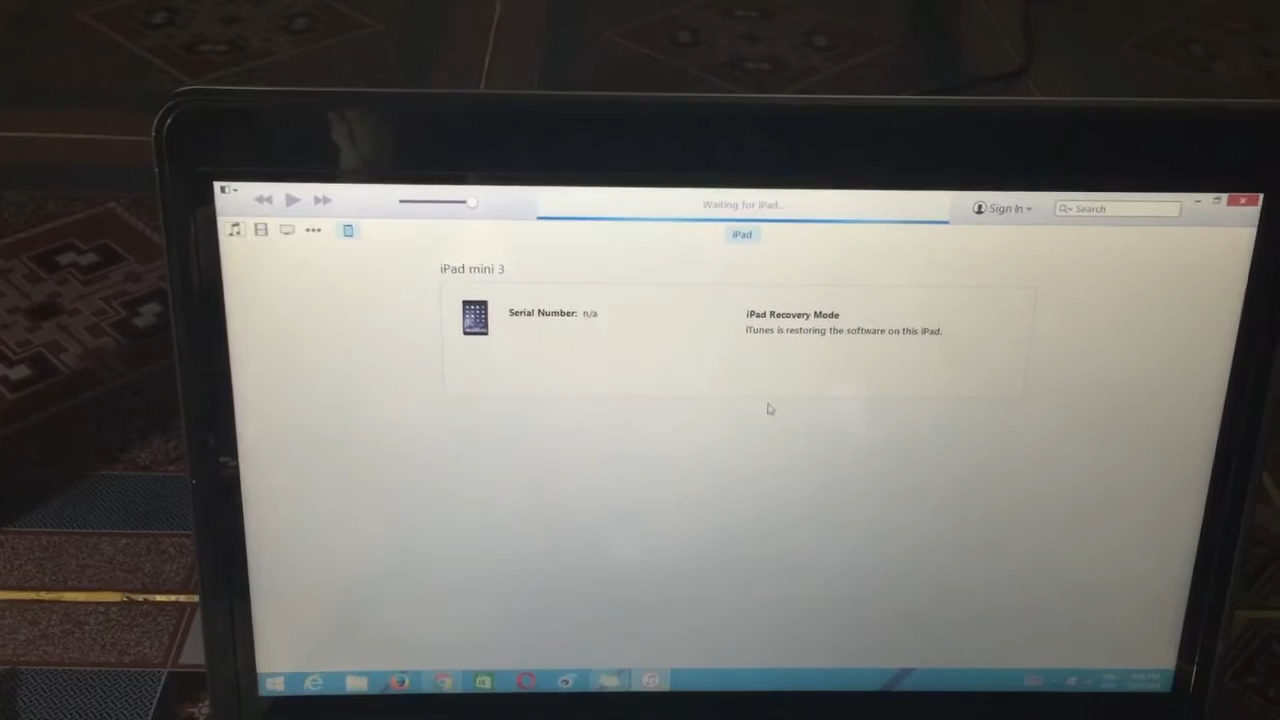 Waiting for iPad...
Sign In
Search
iPad
iPad mini 3
Serial Number: n/a
iPad Recovery Mode
iTunes is restoring the software on this iPad.